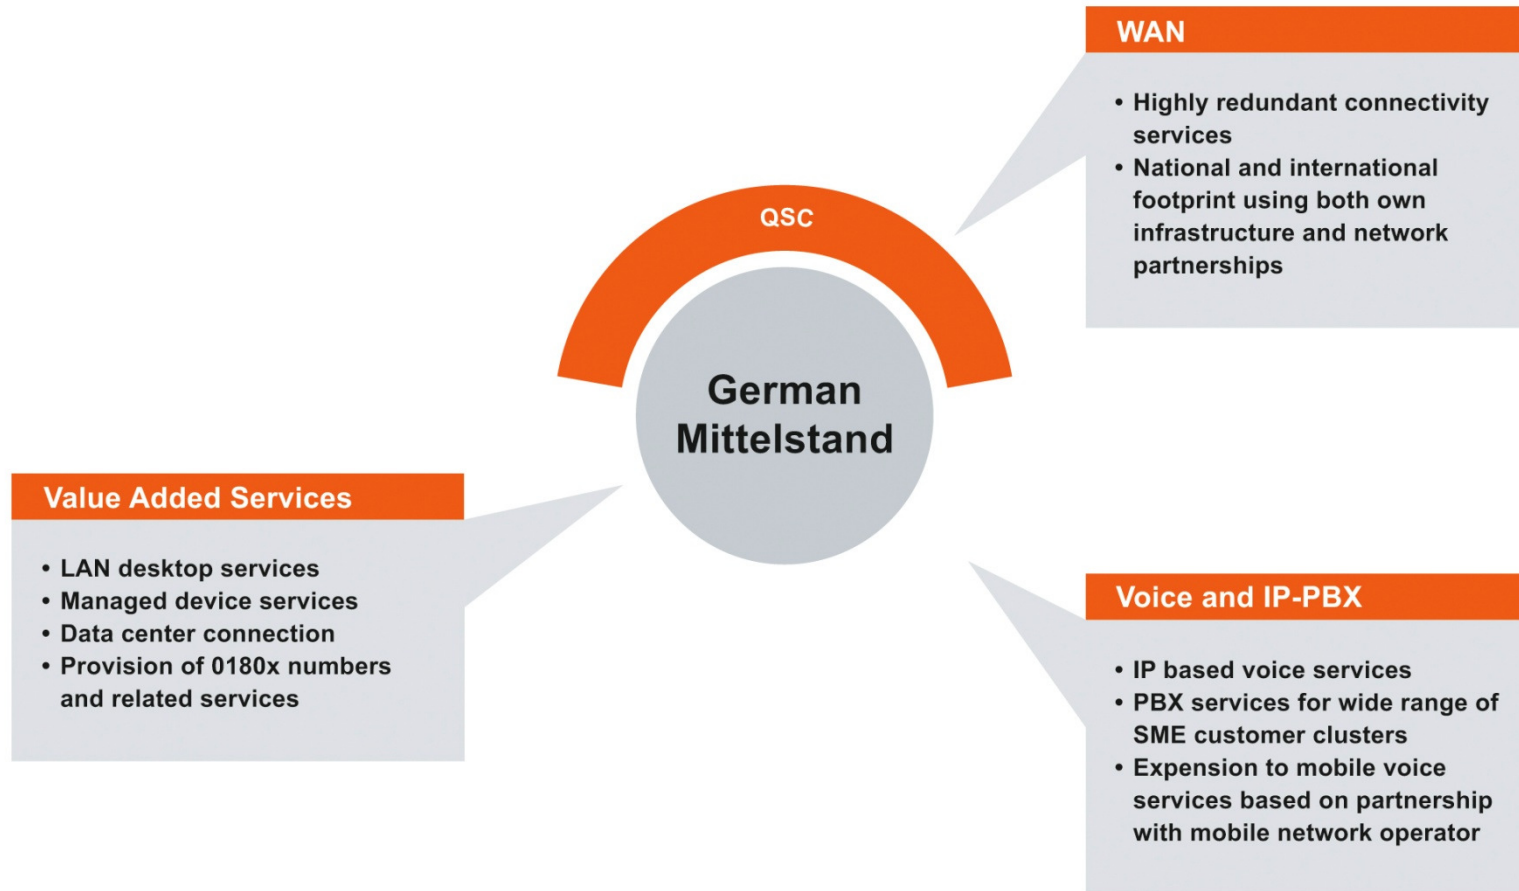 WAN
• Highly redundant connectivity
services
• National and international
footprint using both own
infrastructure and network
partnerships
QSC
German
Mittelstand
Value Added Services
• LAN desktop services
• Managed device services
• Data center connection
• Provision of 0180x numbers
and related services
Voice and IP-PBX
• IP based voice services
• PBX services for wide range of
SME customer clusters
• Expension to mobile voice
services based on partnership
with mobile network operator